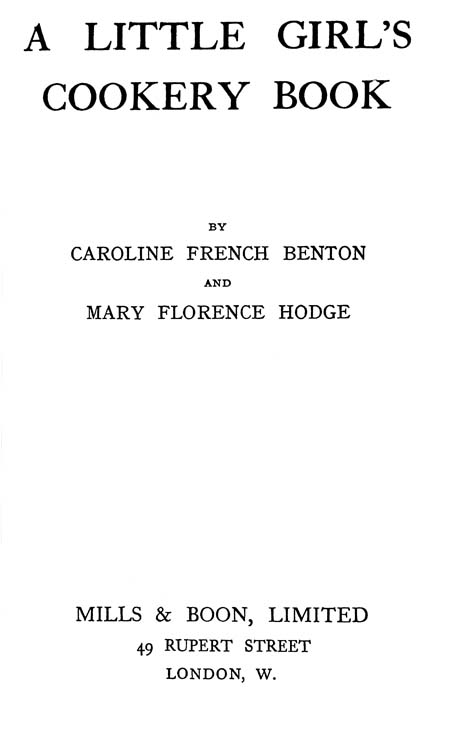 A LITTLE GIRL'S
COOKERY BOOK
BY
CAROLINE FRENCH BENTON
AND
MARY FLORENCE HODGE
MILLS & BOON, LIMITED
49 RUPERT STREET
LONDON, W.